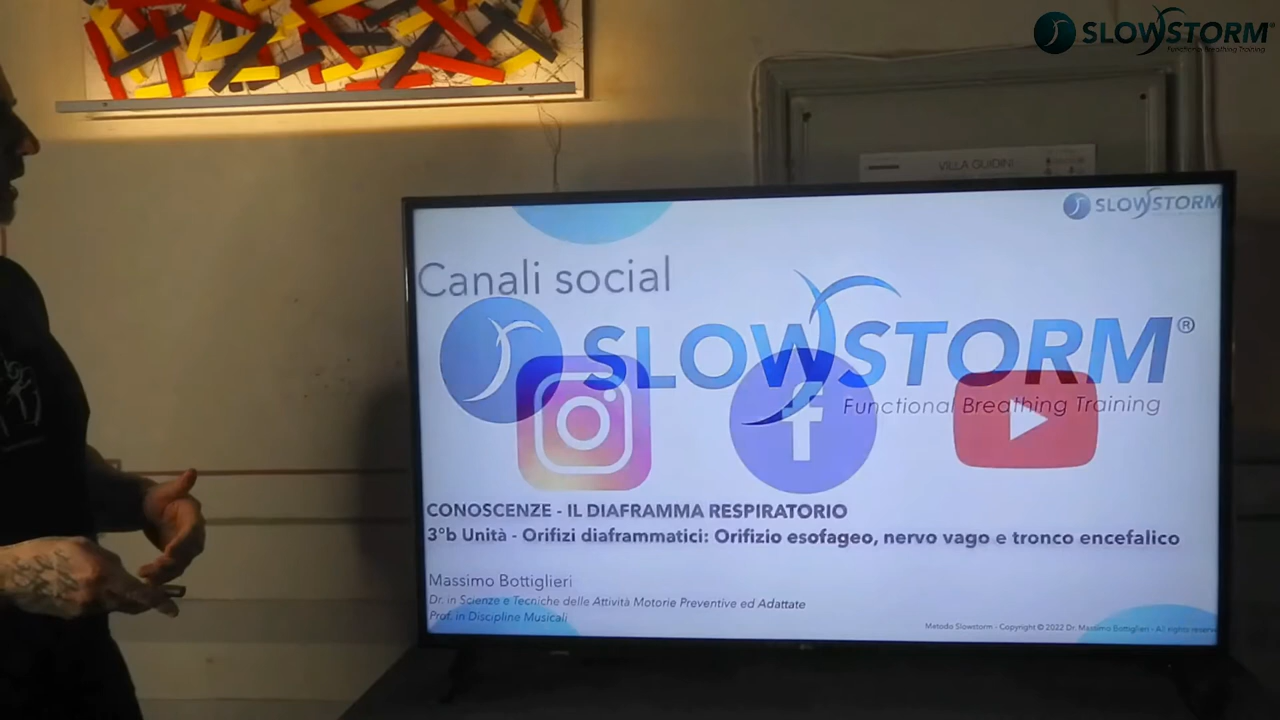 SLOWSTORM®
Functional Breathing Training
VILLA GUIDINI
SLOWSTORM
Canali social
SLOWSTORM®
Functional Breathing Training
CONOSCENZE - IL DIAFRAMMA RESPIRATORIO
3°b Unità - Orifizi diaframmatici: Orifizio esofageo, nervo vago e tronco encefalico
Massimo Bottiglieri
Dr. in Scienze e Tecniche delle Attività Motorie Preventive ed Adattate
Prof. in Discipline Musicali
Metodo Slowstorm - Copyright © 2022 Dr. Massimo Bottiglieri - All rights reserv